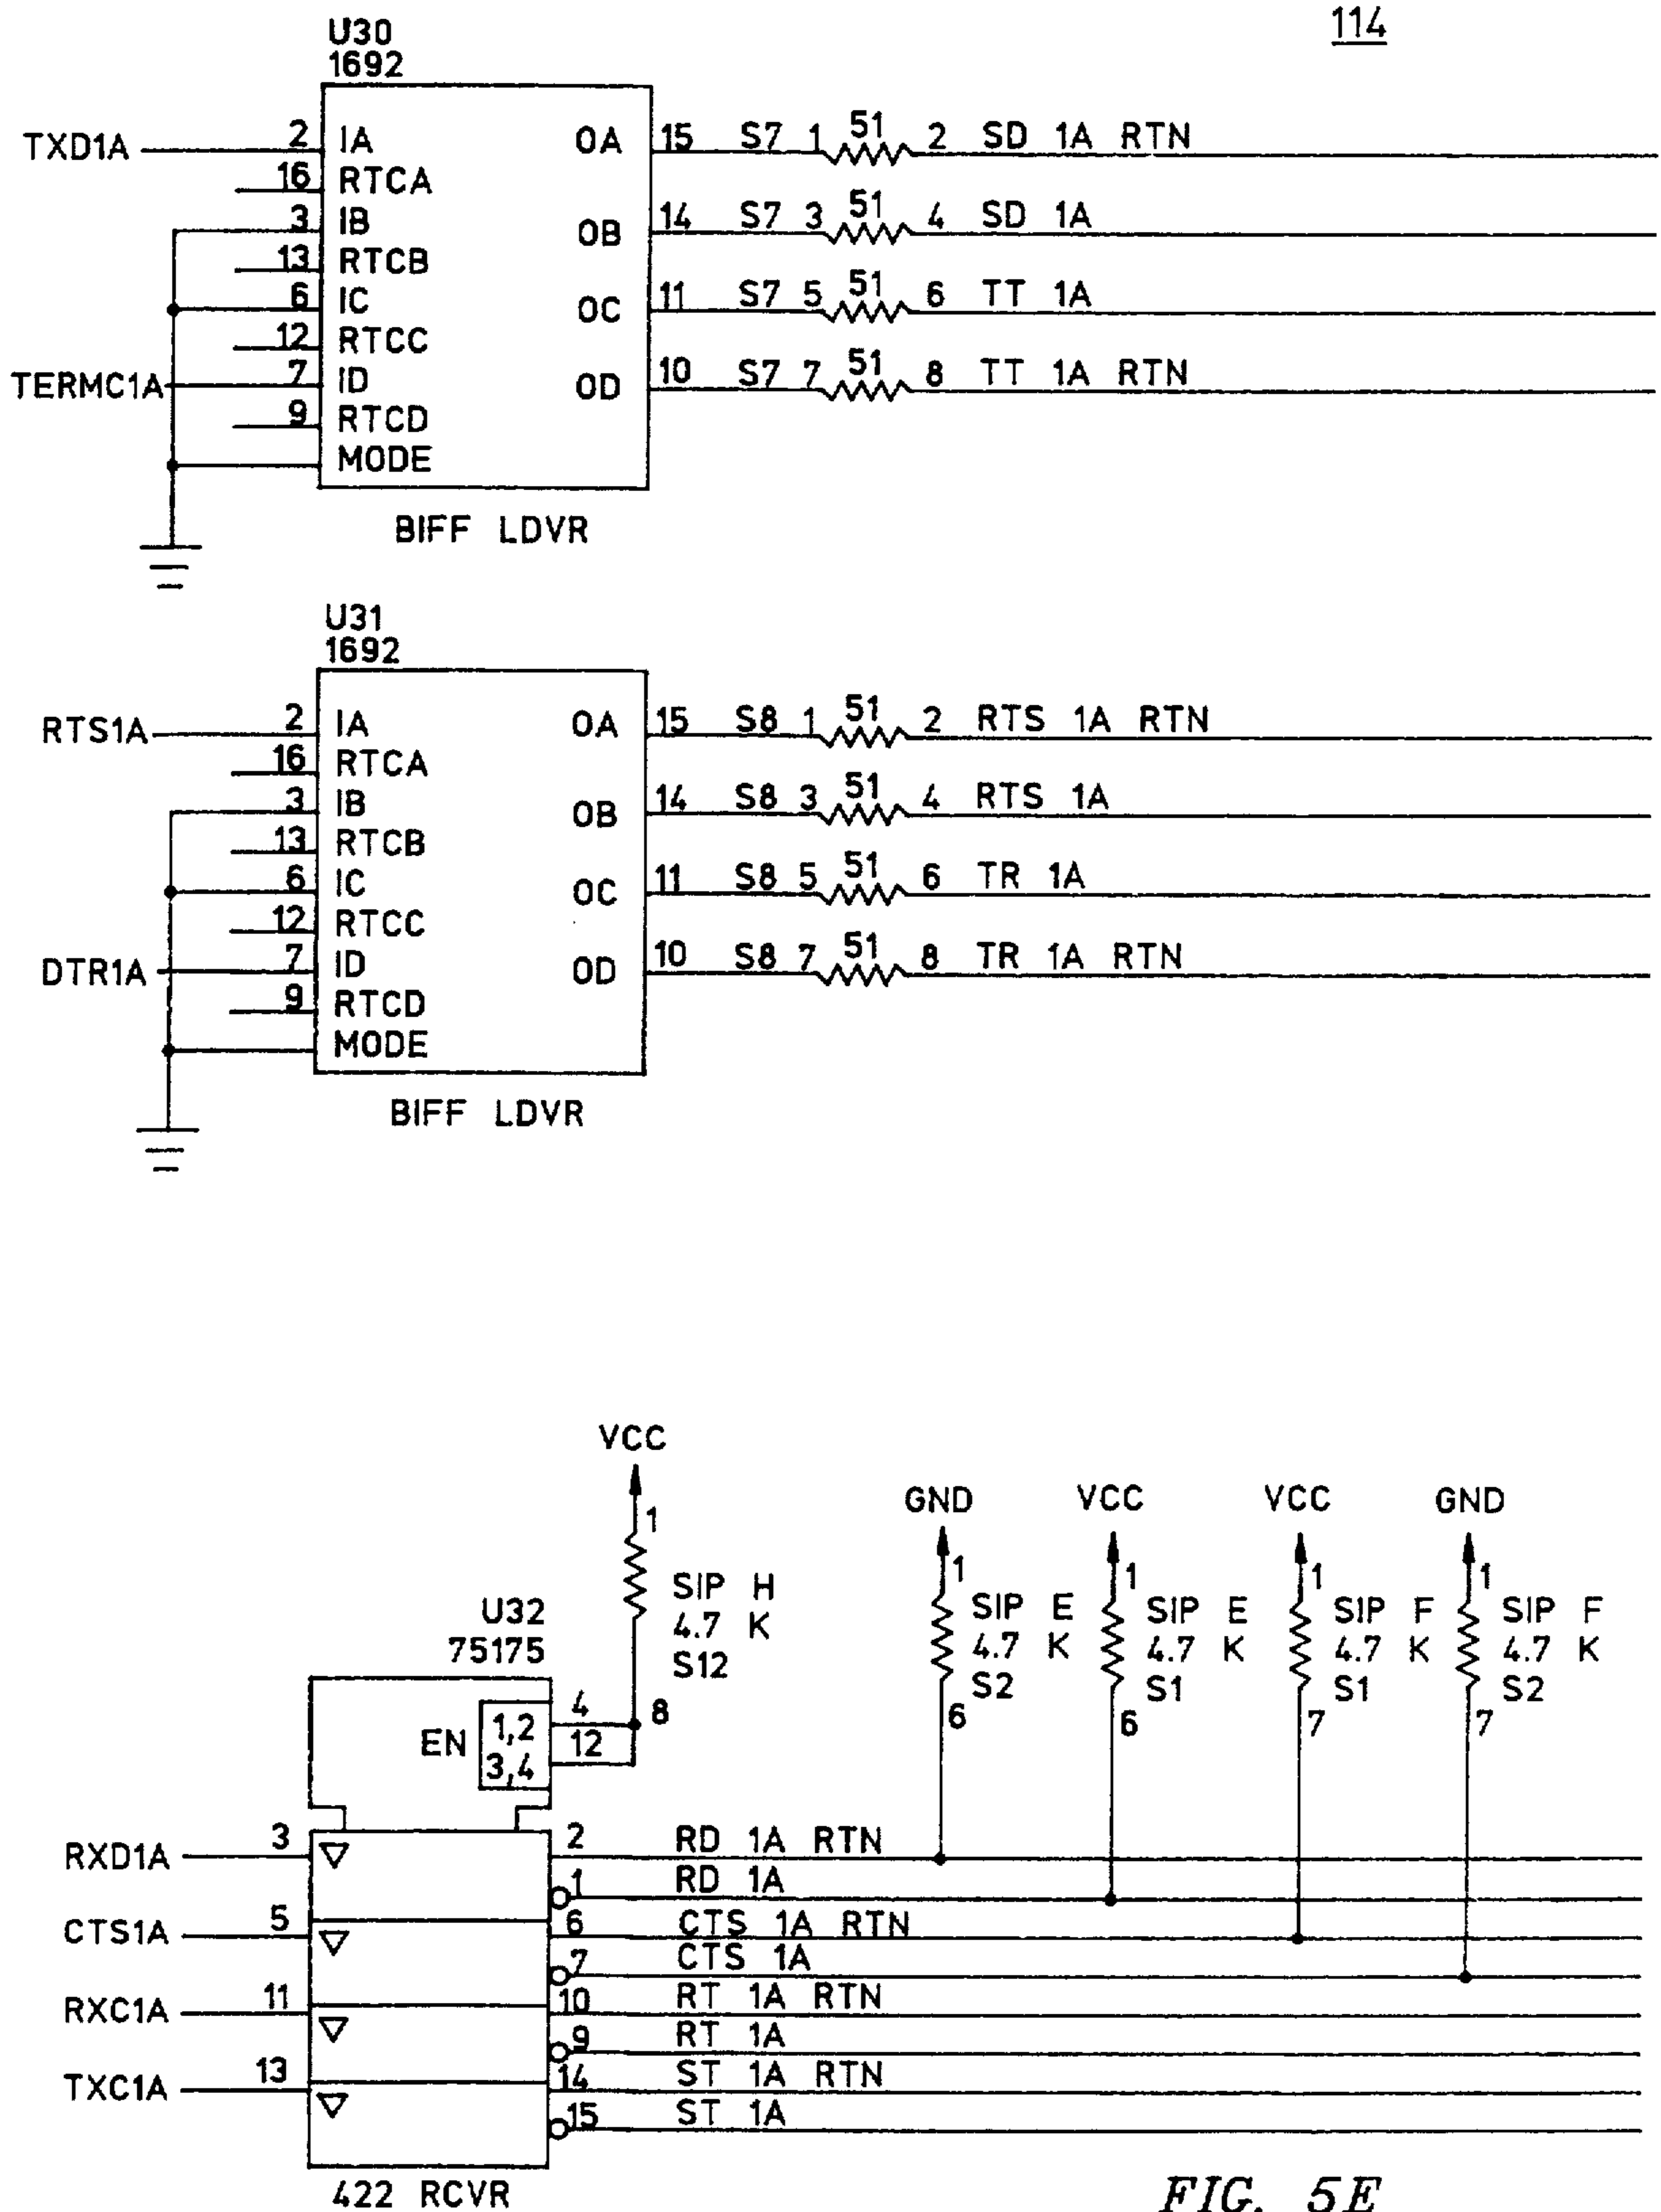 114
U30
1692
TXD1A 2 IA OA 15 S7 1 51 2 SD 1A RTN
16 RTCA
3 IB OB 14 S7 3 51 4 SD 1A
13 RTCB
6 IC OC 11 S7 5 51 6 TT 1A
12 RTCC
TERMC1A 7 ID OD 10 S7 7 51 8 TT 1A RTN
9 RTCD
MODE
BIFF LDVR
U31
1692
RTS1A 2 IA OA 15 S8 1 51 2 RTS 1A RTN
16 RTCA
3 IB OB 14 S8 3 51 4 RTS 1A
13 RTCB
6 IC OC 11 S8 5 51 6 TR 1A
12 RTCC
DTR1A 7 ID OD 10 S8 7 51 8 TR 1A RTN
9 RTCD
MODE
BIFF LDVR
VCC
1
SIP H
4.7 K
S12
8
GND
1
SIP E
4.7 K
S2
6
VCC
1
SIP E
4.7 K
S1
6
VCC
1
SIP F
4.7 K
S1
7
GND
1
SIP F
4.7 K
S2
7
U32
75175
EN 1,2 4
3,4 12
RXD1A 3 2 RD 1A RTN
1 RD 1A
CTS1A 5 6 CTS 1A RTN
7 CTS 1A
RXC1A 11 10 RT 1A RTN
9 RT 1A
TXC1A 13 14 ST 1A RTN
15 ST 1A
422 RCVR
FIG. 5E